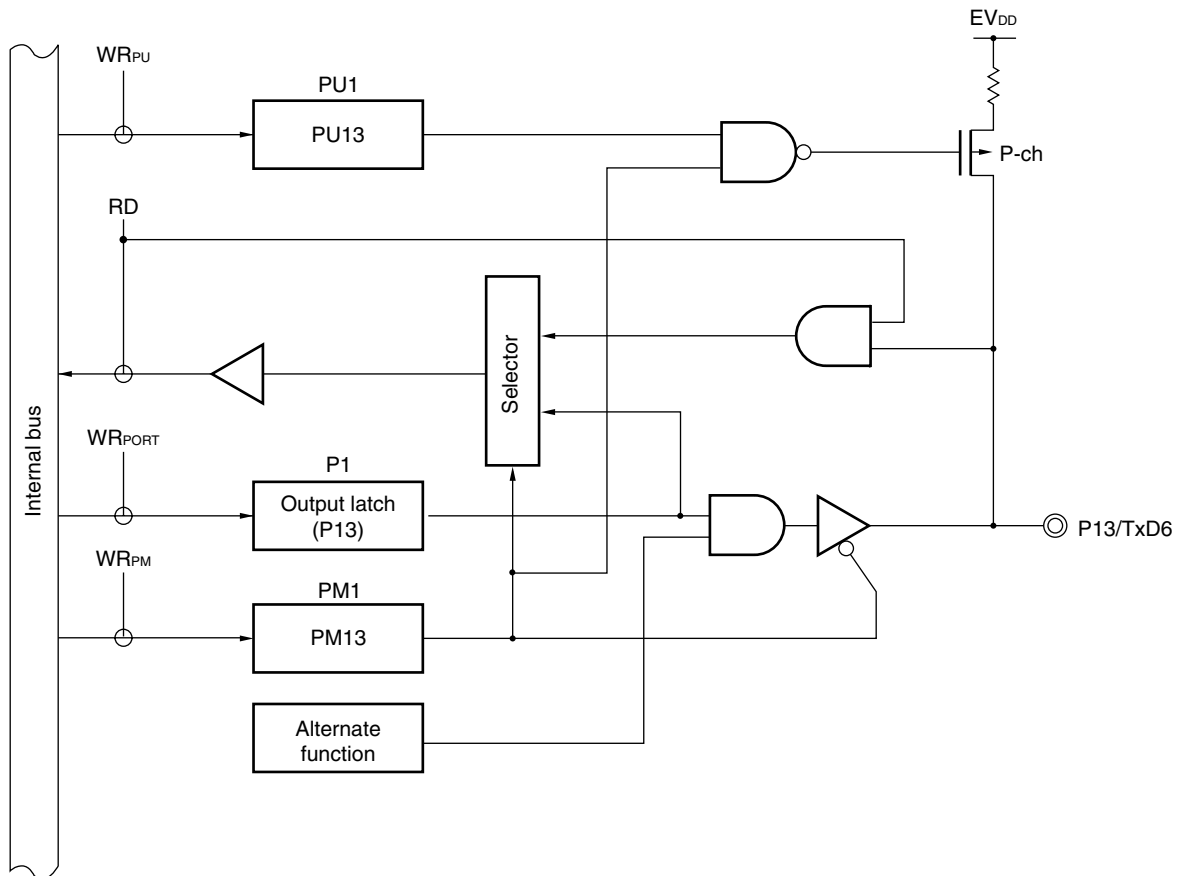 EVDD
WRPU
PU1
PU13
P-ch
RD
Selector
Internal bus
WRPORT
P1
Output latch
(P13)
P13/TxD6
WRPM
PM1
PM13
Alternate
function